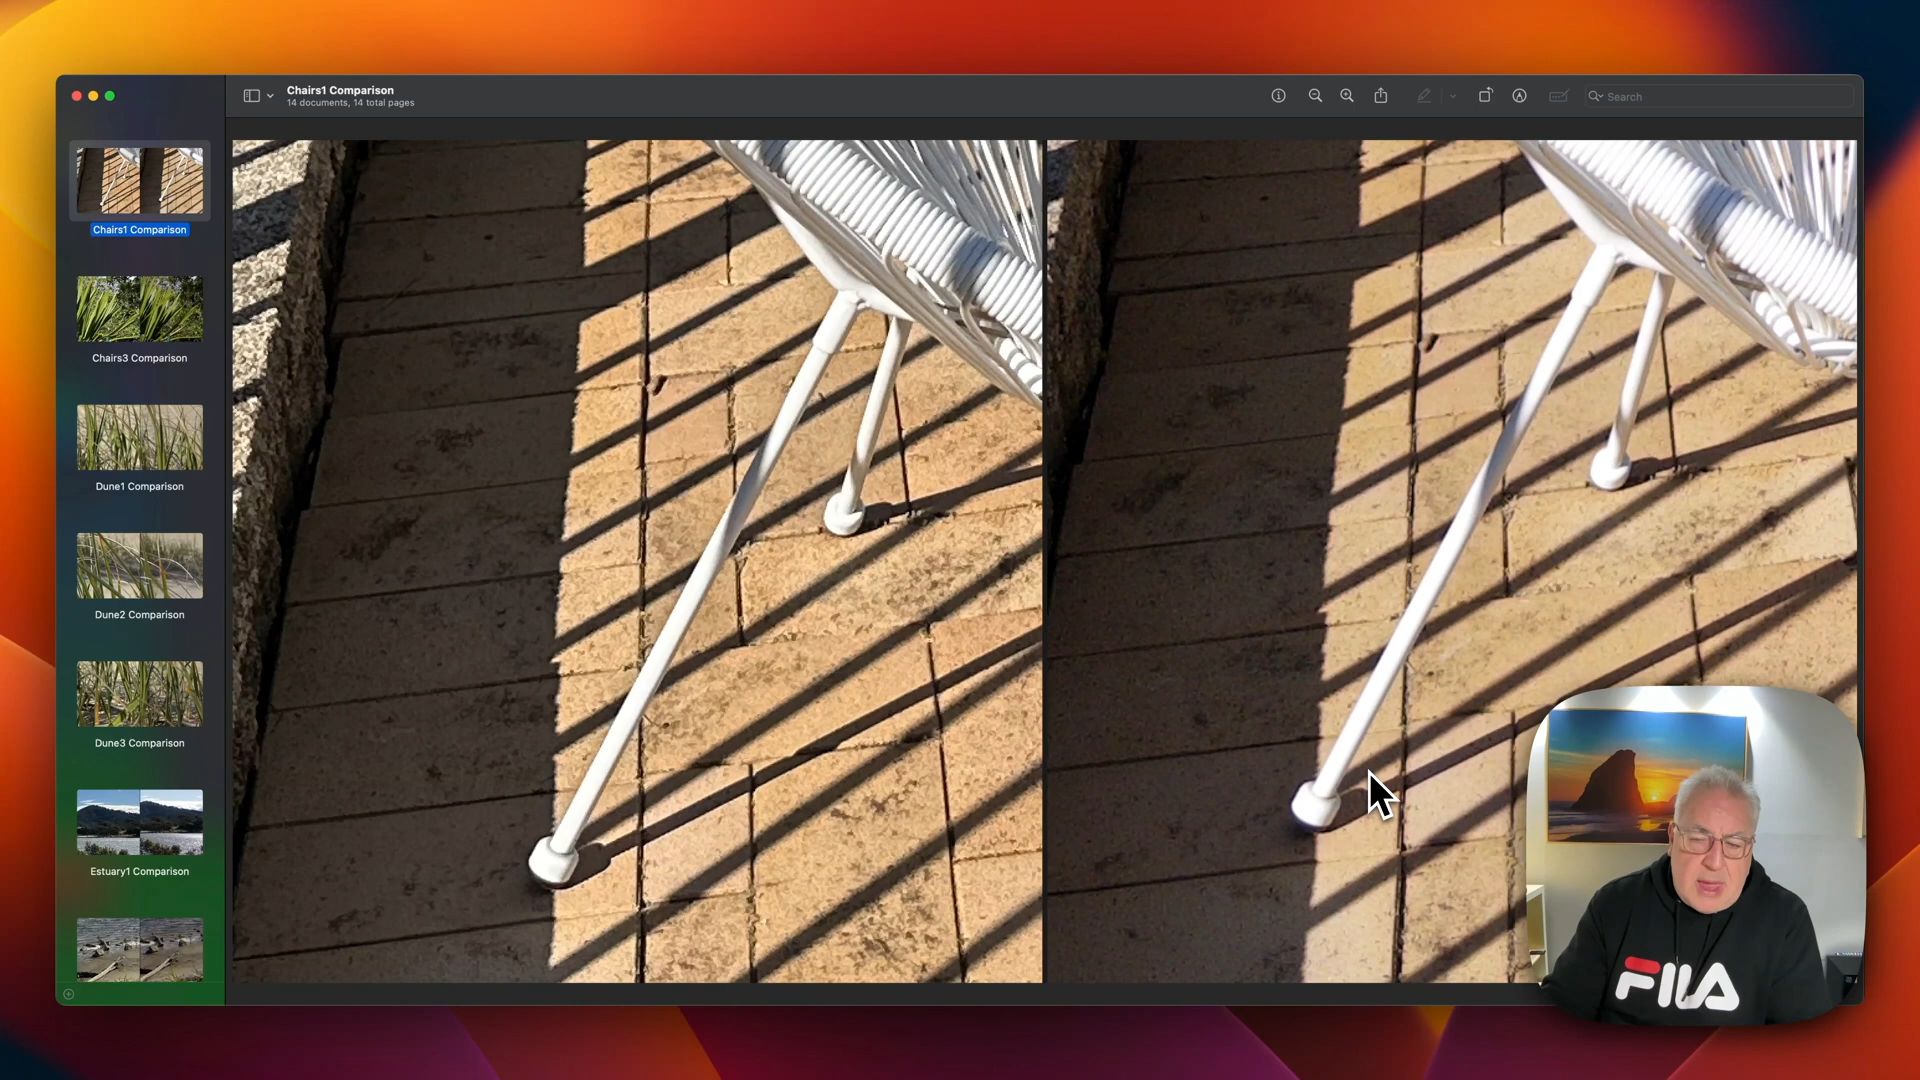 Chairs1 Comparison
14 documents, 14 total pages
Search
Chairs1 Comparison
Chairs3 Comparison
Dune1 Comparison
Dune2 Comparison
Dune3 Comparison
Estuary1 Comparison
FILA